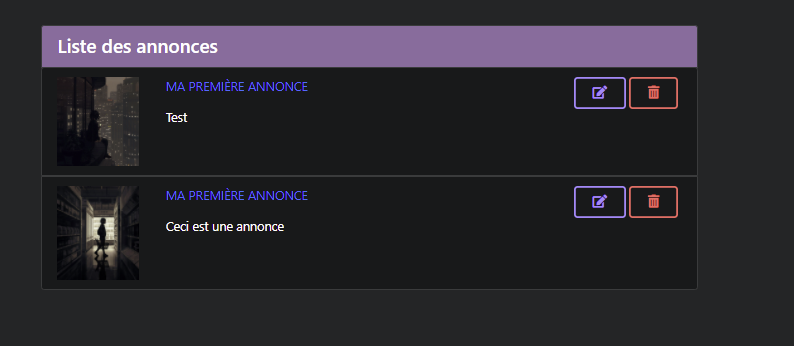 Liste des annonces
MA PREMIÈRE ANNONCE
Test
MA PREMIÈRE ANNONCE
Ceci est une annonce